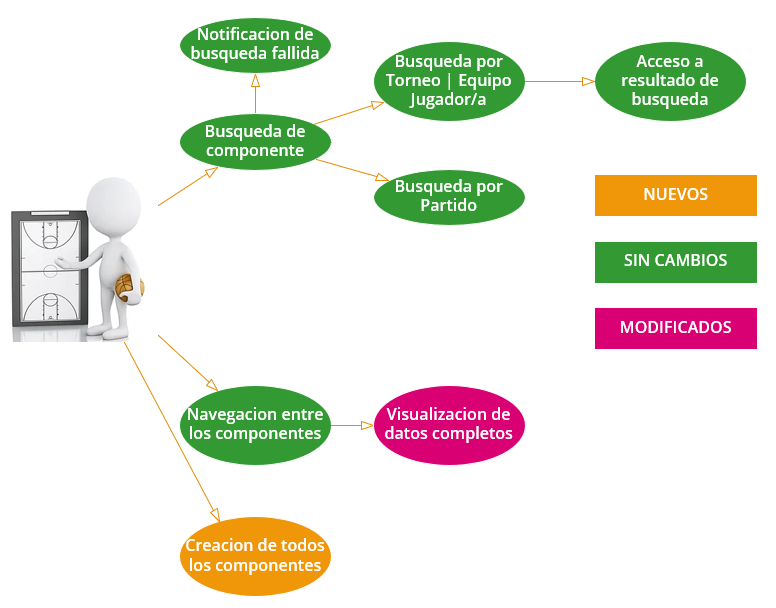 Notificacion de
busqueda fallida
Busqueda por
Torneo | Equipo
Jugador/a
Acceso a
resultado de
busqueda
Busqueda de
componente
Busqueda por
Partido
NUEVOS
SIN CAMBIOS
MODIFICADOS
Navegacion entre
los componentes
Visualizacion de
datos completos
Creacion de todos
los componentes